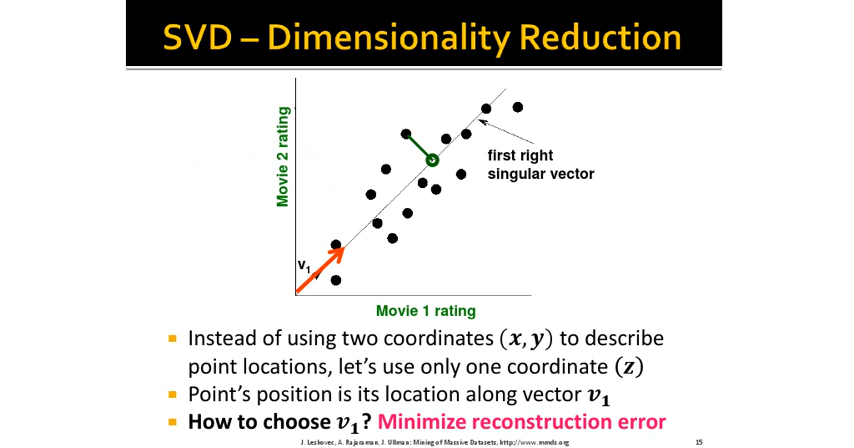 SVD – Dimensionality Reduction
Movie 2 rating
first right
singular vector
v1
Movie 1 rating
Instead of using two coordinates (x, y) to describe
point locations, let's use only one coordinate (z)
Point's position is its location along vector v1
How to choose v1? Minimize reconstruction error
J. Leskovec, A. Rajaraman, J. Ullman: Mining of Massive Datasets, http://www.mmds.org
15